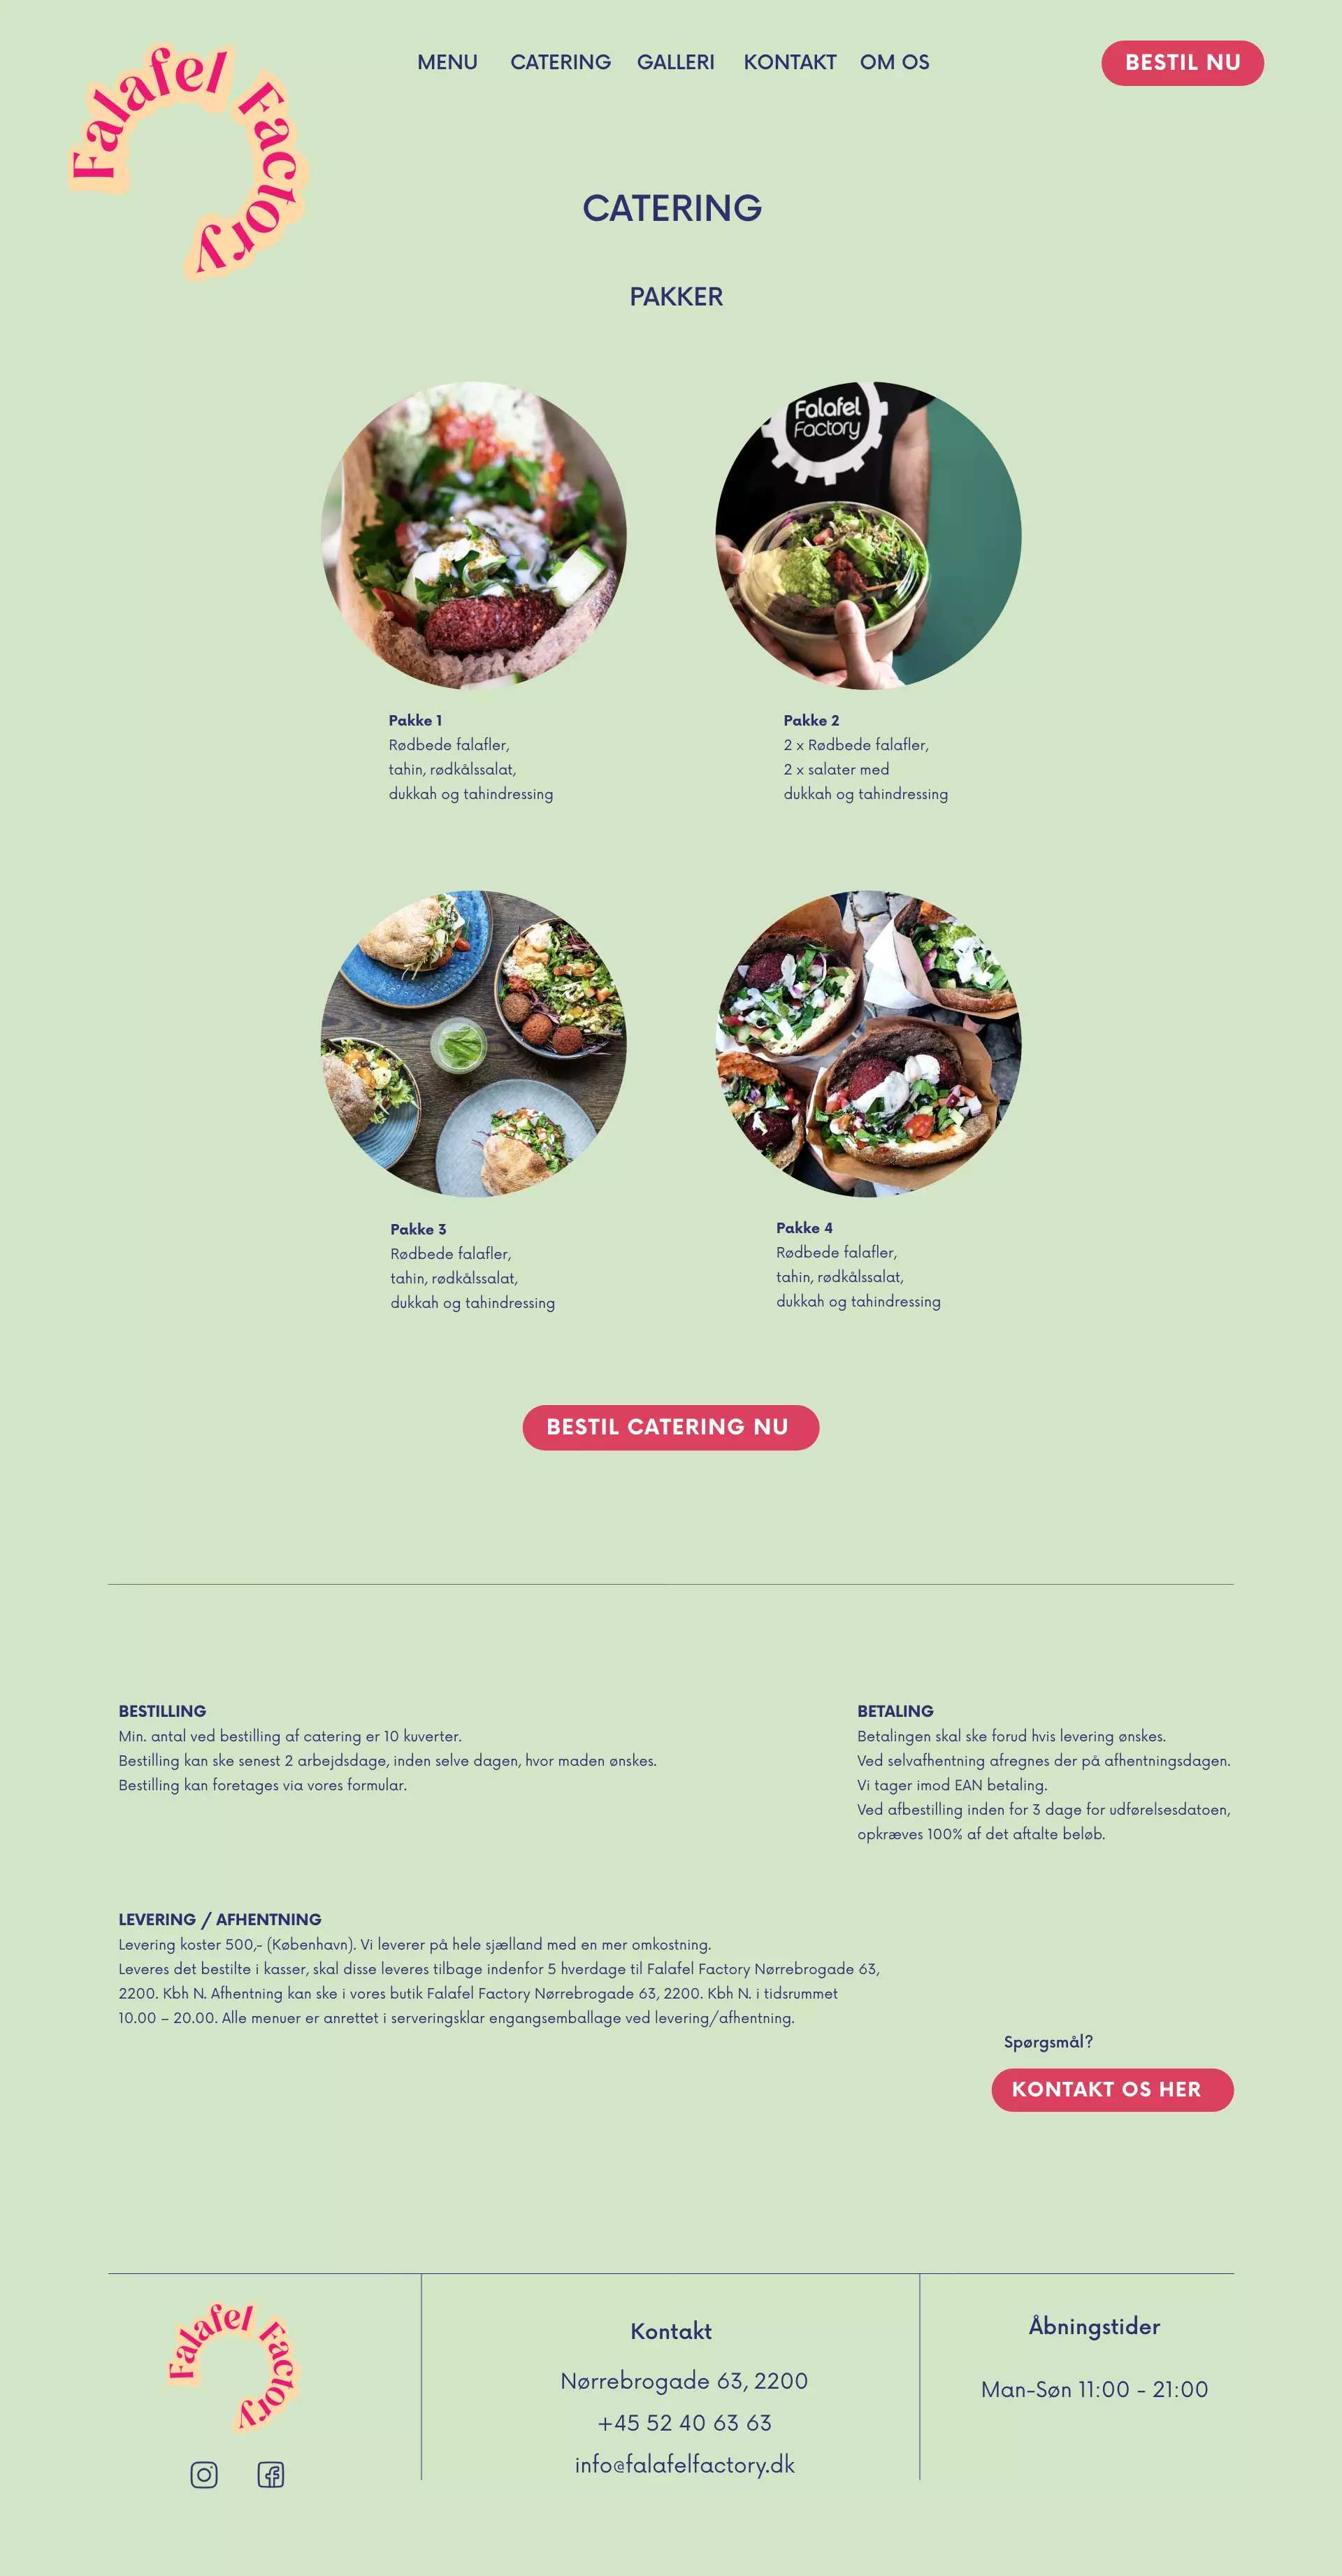 Falafel Factory
MENU CATERING GALLERI KONTAKT OM OS
BESTIL NU
CATERING
PAKKER
Falafel
Factory
Pakke 1
Rødbede falafler,
tahin, rødkålssalat,
dukkah og tahindressing
Pakke 2
2 x Rødbede falafler,
2 x salater med
dukkah og tahindressing
Pakke 3
Rødbede falafler,
tahin, rødkålssalat,
dukkah og tahindressing
Pakke 4
Rødbede falafler,
tahin, rødkålssalat,
dukkah og tahindressing
BESTIL CATERING NU
BESTILLING
Min. antal ved bestilling af catering er 10 kuverter.
Bestilling kan ske senest 2 arbejdsdage, inden selve dagen, hvor maden ønskes.
Bestilling kan foretages via vores formular.
BETALING
Betalingen skal ske forud hvis levering ønskes.
Ved selvafhentning afregnes der på afhentningsdagen.
Vi tager imod EAN betaling.
Ved afbestilling inden for 3 dage for udførelsesdatoen,
opkræves 100% af det aftalte beløb.
LEVERING / AFHENTNING
Levering koster 500,- (København). Vi leverer på hele sjælland med en mer omkostning.
Leveres det bestilte i kasser, skal disse leveres tilbage indenfor 5 hverdage til Falafel Factory Nørrebrogade 63,
2200. Kbh N. Afhentning kan ske i vores butik Falafel Factory Nørrebrogade 63, 2200. Kbh N. i tidsrummet
10.00 – 20.00. Alle menuer er anrettet i serveringsklar engangsemballage ved levering/afhentning.
Spørgsmål?
KONTAKT OS HER
Falafel Factory
Kontakt
Nørrebrogade 63, 2200
+45 52 40 63 63
info@falafelfactory.dk
Åbningstider
Man-Søn 11:00 - 21:00